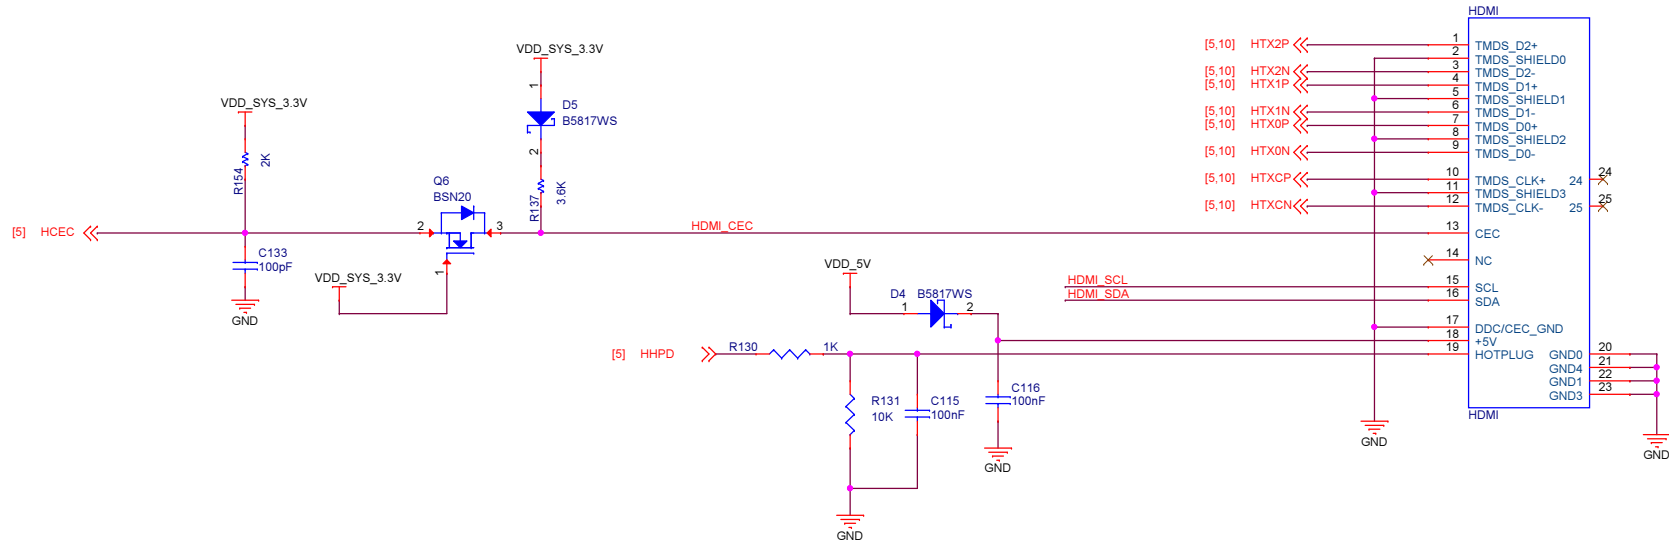 HDMI
[5,10] HTX2P 1 TMDS_D2+
2 TMDS_SHIELD0
[5,10] HTX2N 3 TMDS_D2-
[5,10] HTX1P 4 TMDS_D1+
5 TMDS_SHIELD1
[5,10] HTX1N 6 TMDS_D1-
[5,10] HTX0P 7 TMDS_D0+
8 TMDS_SHIELD2
[5,10] HTX0N 9 TMDS_D0-
[5,10] HTXCP 10 TMDS_CLK+ 24 24
11 TMDS_SHIELD3
[5,10] HTXCN 12 TMDS_CLK- 25 25
VDD_SYS_3.3V
1
D5
B5817WS
2
R137
3.6K
VDD_SYS_3.3V
R154
2K
Q6
BSN20
[5] HCEC 2 3 HDMI_CEC 13 CEC
1
C133
100pF
GND
VDD_SYS_3.3V
14 NC
VDD_5V
HDMI_SCL 15 SCL
HDMI_SDA 16 SDA
D4 B5817WS
1 2
17 DDC/CEC_GND
18 +5V
[5] HHPD R130 1K 19 HOTPLUG GND0 20
GND4 21
GND1 22
GND3 23
HDMI
R131
10K
C115
100nF
C116
100nF
GND
GND
GND
GND